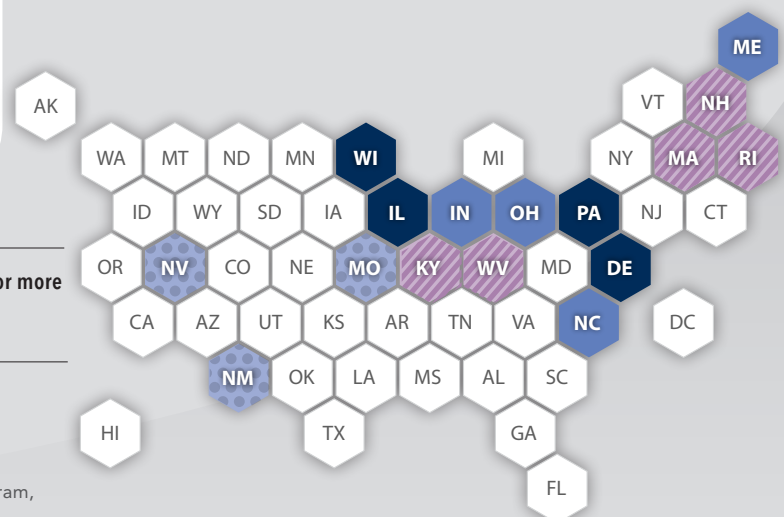 ME
AK
VT NH
WA MT ND MN WI MI NY MA RI
ID WY SD IA IL IN OH PA NJ CT
OR NV CO NE MO KY WV MD DE
or more
CA AZ UT KS AR TN VA NC DC
NM OK LA MS AL SC
HI TX GA
FL